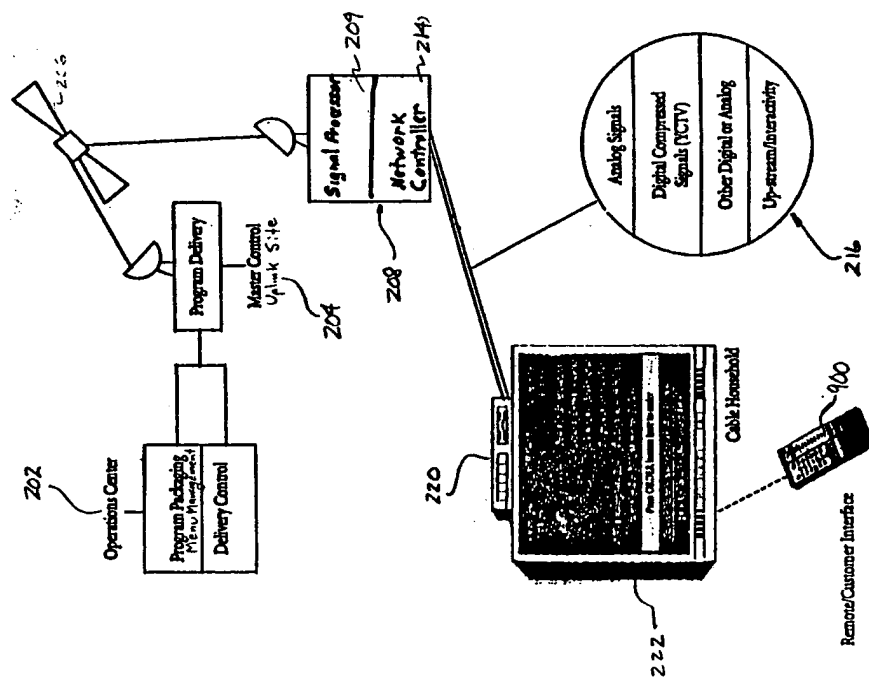 202
Operations Center
Program Packaging
Menu Management
Delivery Control
Program Delivery
Master Control
Uplink Site
204
Signal Processor
209
Network
Controller
214
208
Analog Signals
Digital Compressed
Signals (YCTV)
Other Digital or Analog
Up-stream/Interactivity
216
220
222
Cable Household
900
Remote/Customer Interface